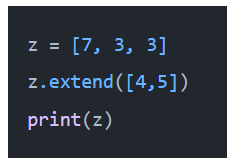 z = [7, 3, 3]
z.extend([4,5])
print(z)